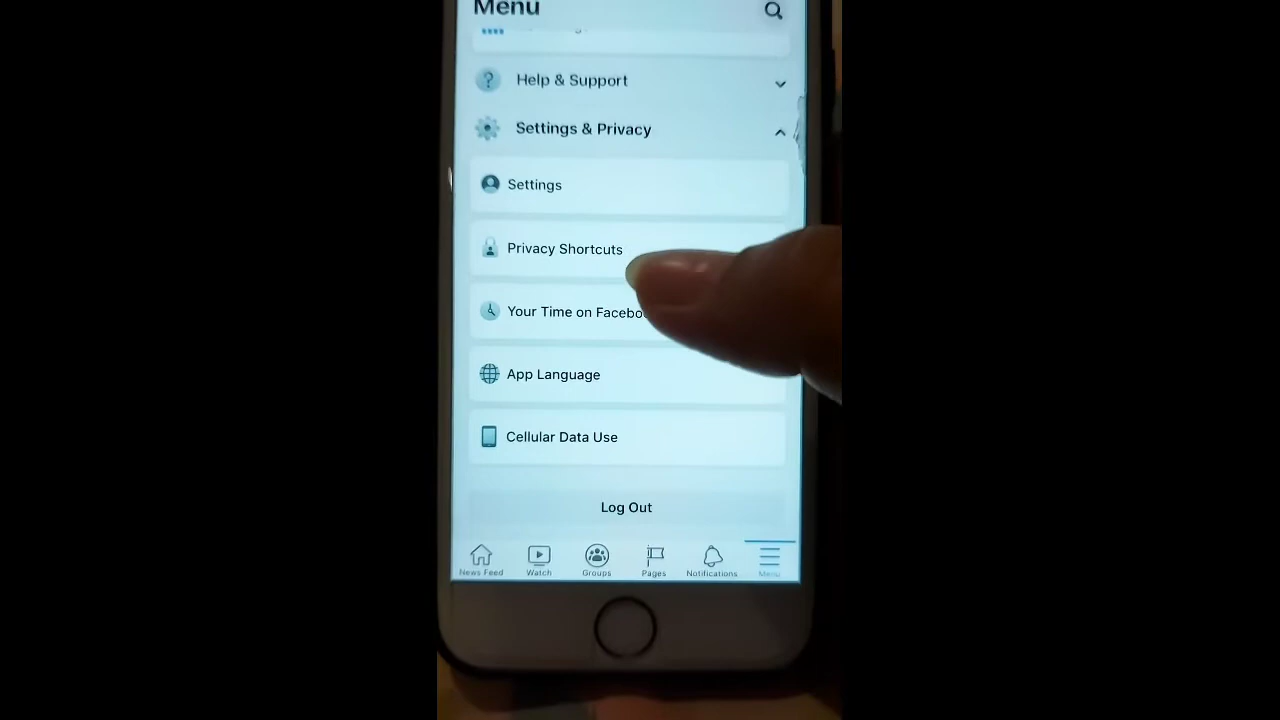 Menu
Help & Support
Settings & Privacy
Settings
Privacy Shortcuts
Your Time on Facebo
App Language
Cellular Data Use
Log Out
News Feed
Watch
Groups
Pages
Notifications
Menu